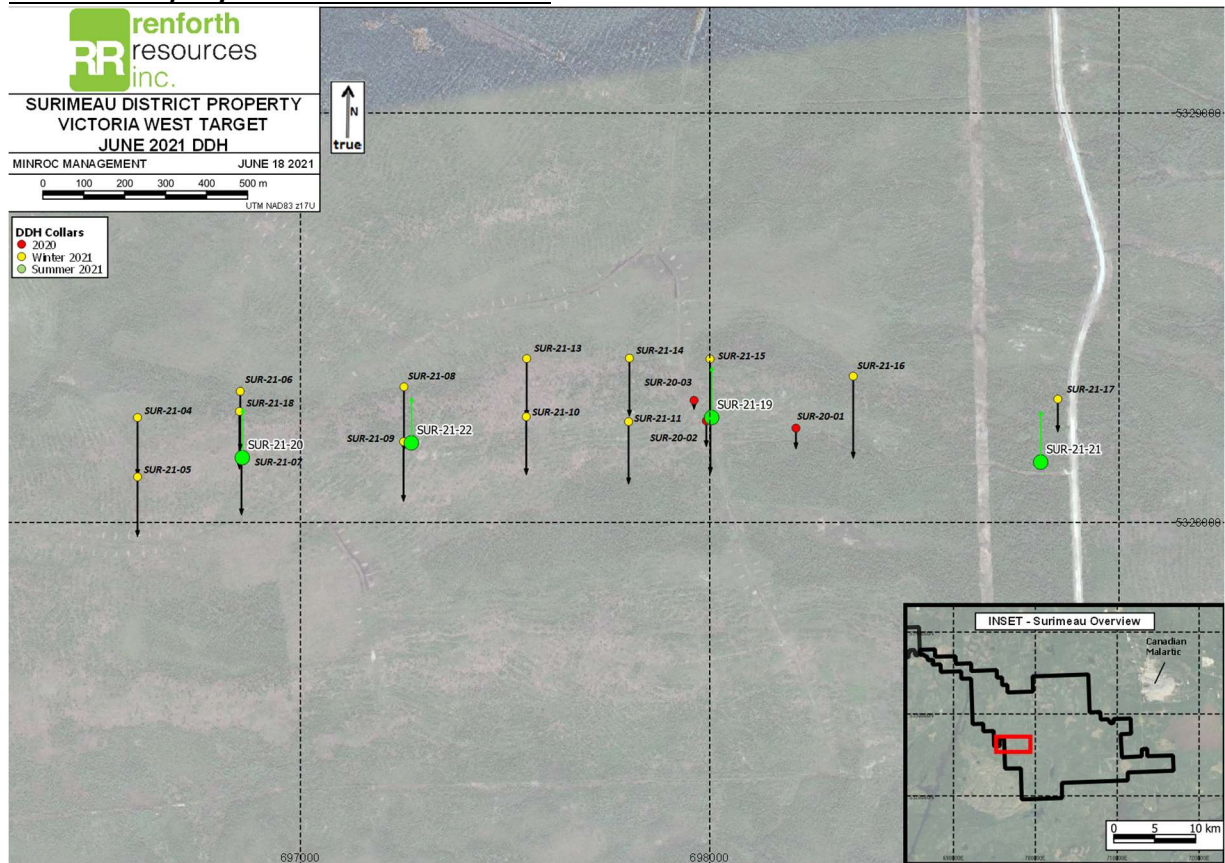 renforth
resources
inc.
RR
SURIMEAU DISTRICT PROPERTY
VICTORIA WEST TARGET
JUNE 2021 DDH
MINROC MANAGEMENT JUNE 18 2021
0 100 200 300 400 500 m
UTM NAD83 z17U
N
true
DDH Collars
2020
Winter 2021
Summer 2021
5329000
SUR-21-13
SUR-21-14
SUR-21-15
SUR-21-16
SUR-21-06
SUR-21-08
SUR-20-03
SUR-21-17
SUR-21-04
SUR-21-18
SUR-21-10
SUR-21-11
SUR-21-19
SUR-20-01
SUR-21-20
SUR-21-09
SUR-21-22
SUR-20-02
SUR-21-21
SUR-21-05
SUR-21-07
5328000
INSET - Surimeau Overview
Canadian
Malartic
0 5 10 km
697000
698000